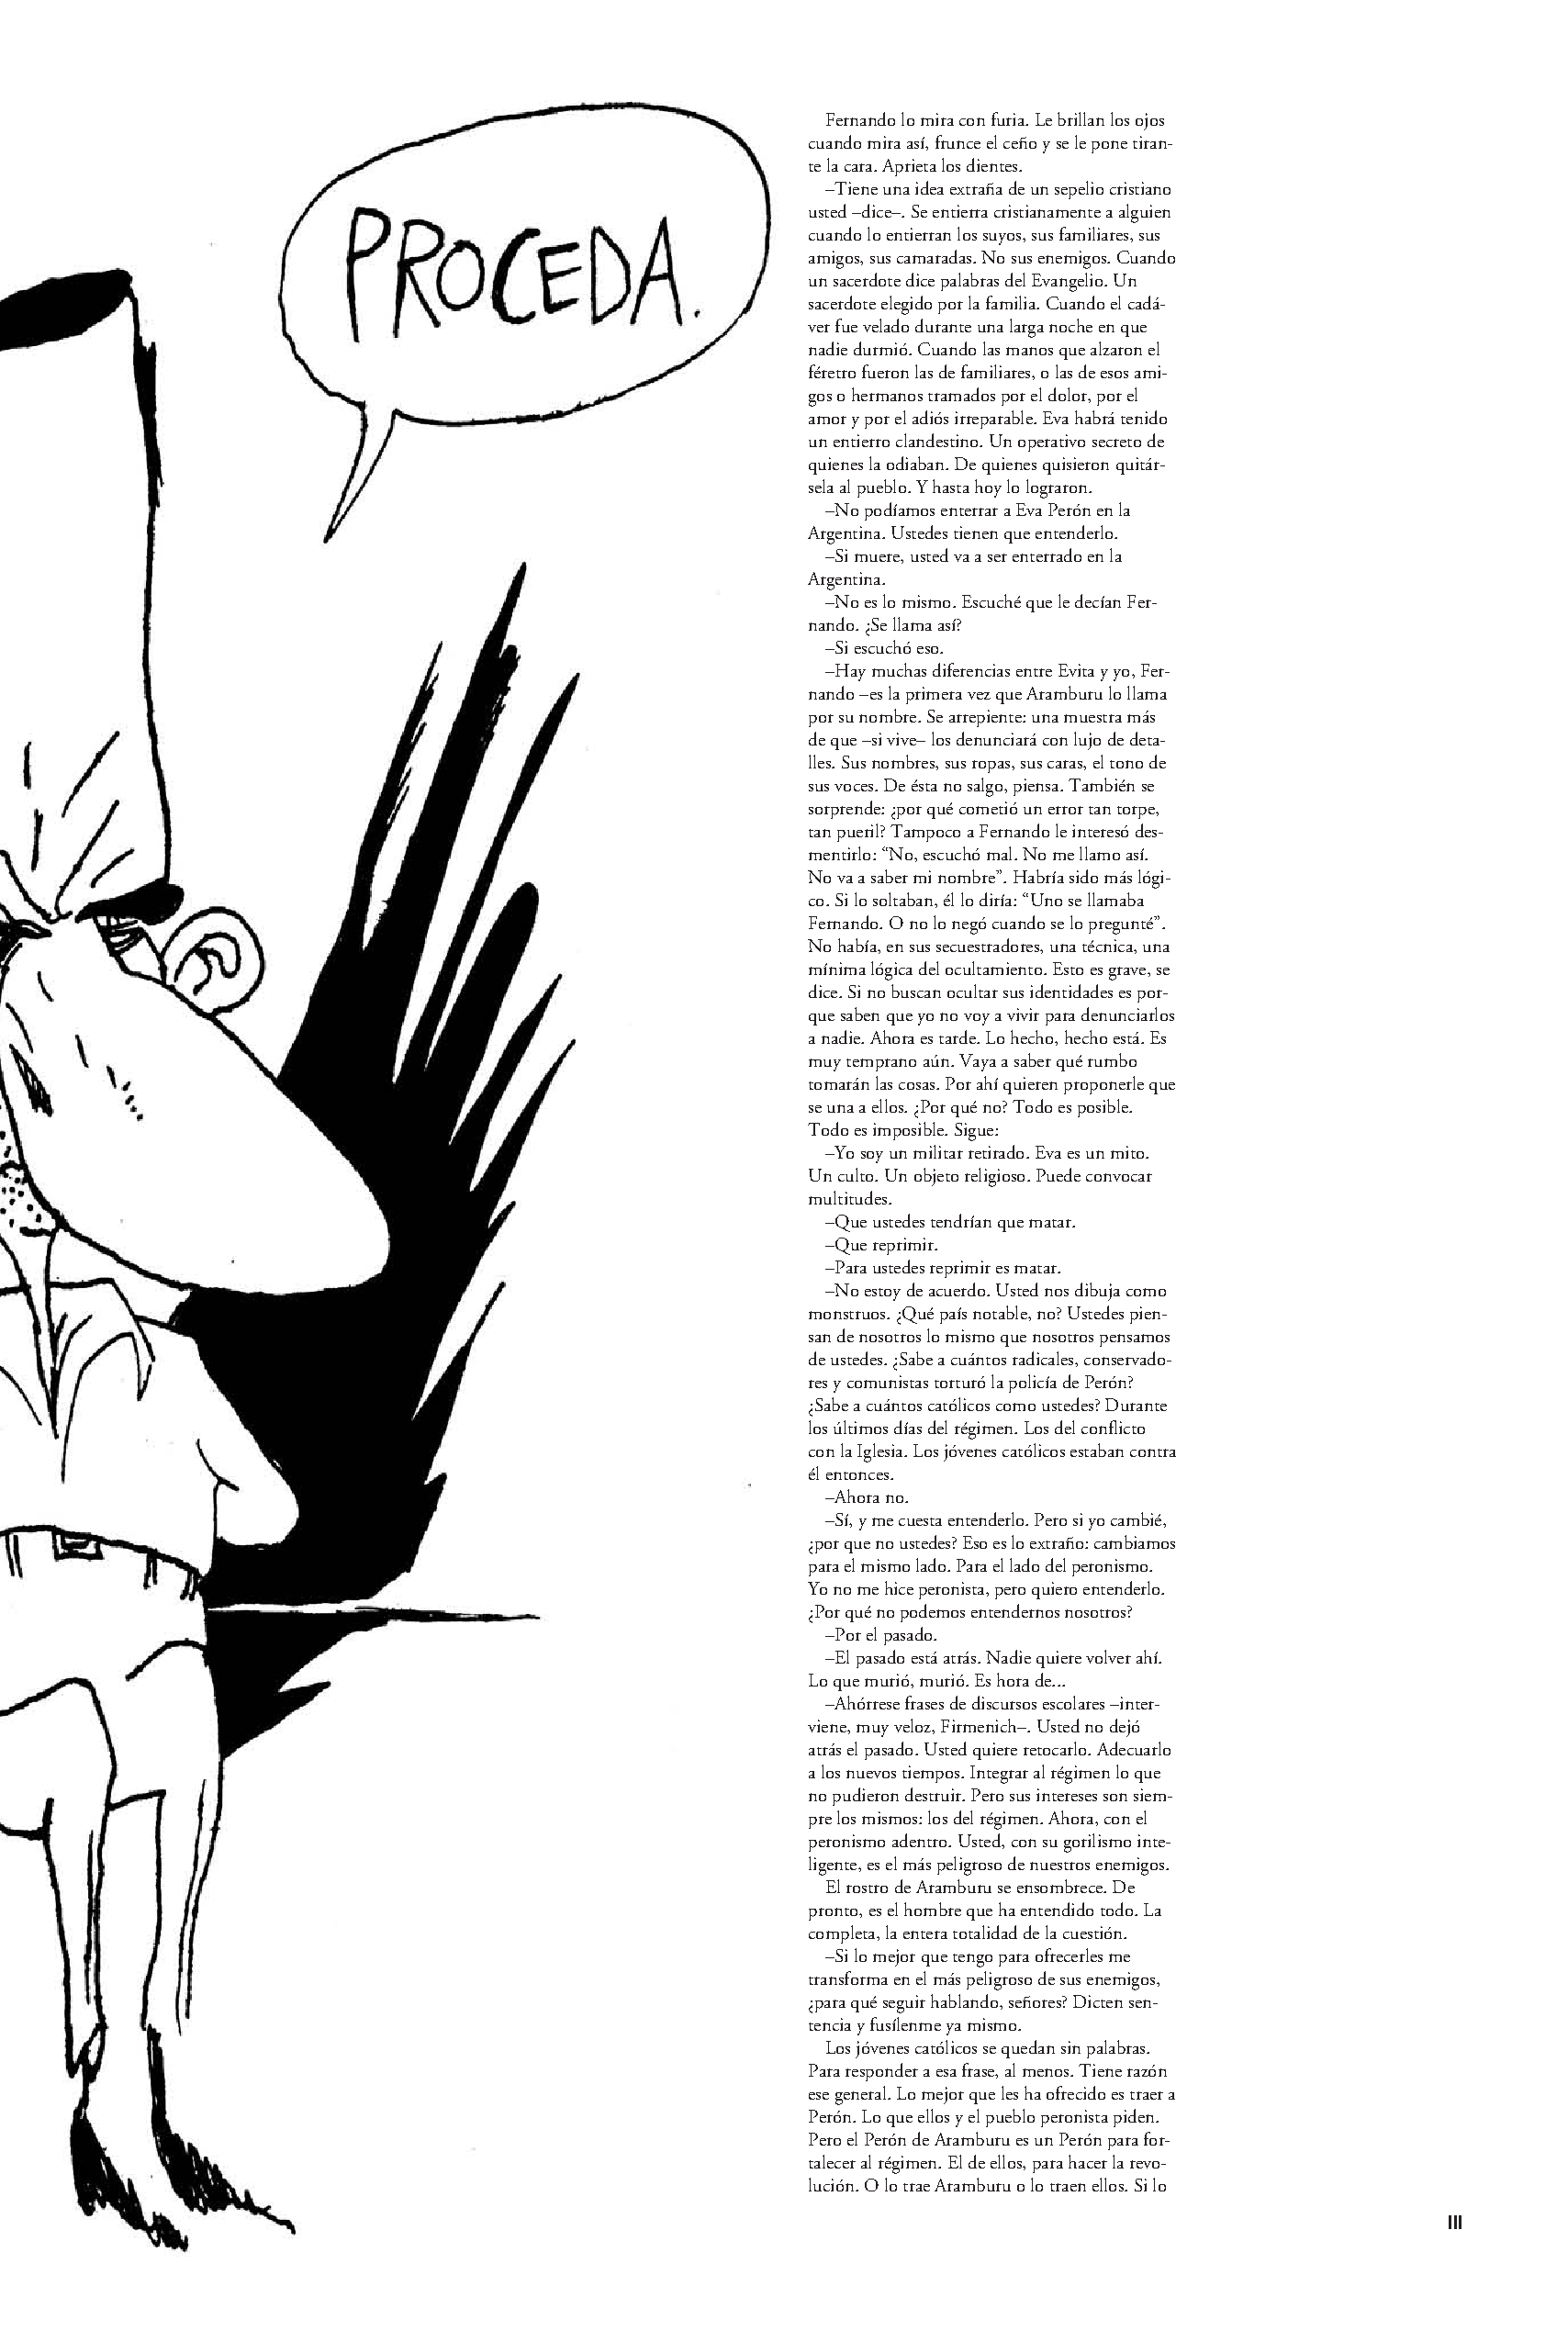 PROCEDA.
Fernando lo mira con furia. Le brillan los ojos
cuando mira así, frunce el ceño y se le pone tiran-
te la cara. Aprieta los dientes.
–Tiene una idea extraña de un sepelio cristiano
usted –dice–. Se entierra cristianamente a alguien
cuando lo entierran los suyos, sus familiares, sus
amigos, sus camaradas. No sus enemigos. Cuando
un sacerdote dice palabras del Evangelio. Un
sacerdote elegido por la familia. Cuando el cadá-
ver fue velado durante una larga noche en que
nadie durmió. Cuando las manos que alzaron el
féretro fueron las de familiares, o las de esos ami-
gos o hermanos tramados por el dolor, por el
amor y por el adiós irreparable. Eva habrá tenido
un entierro clandestino. Un operativo secreto de
quienes la odiaban. De quienes quisieron quitár-
sela al pueblo. Y hasta hoy lo lograron.
–No podíamos enterrar a Eva Perón en la
Argentina. Ustedes tienen que entenderlo.
–Si muere, usted va a ser enterrado en la
Argentina.
–No es lo mismo. Escuché que le decían Fer-
nando. ¿Se llama así?
–Si escuchó eso.
–Hay muchas diferencias entre Evita y yo, Fer-
nando –es la primera vez que Aramburu lo llama
por su nombre. Se arrepiente: una muestra más
de que –si vive– los denunciará con lujo de deta-
lles. Sus nombres, sus ropas, sus caras, el tono de
sus voces. De ésta no salgo, piensa. También se
sorprende: ¿por qué cometió un error tan torpe,
tan pueril? Tampoco a Fernando le interesó des-
mentirlo: “No, escuchó mal. No me llamo así.
No va a saber mi nombre”. Habría sido más lógi-
co. Si lo soltaban, él lo diría: “Uno se llamaba
Fernando. O no lo negó cuando se lo pregunté”.
No había, en sus secuestradores, una técnica, una
mínima lógica del ocultamiento. Esto es grave, se
dice. Si no buscan ocultar sus identidades es por-
que saben que yo no voy a vivir para denunciarlos
a nadie. Ahora es tarde. Lo hecho, hecho está. Es
muy temprano aún. Vaya a saber qué rumbo
tomarán las cosas. Por ahí quieren proponerle que
se una a ellos. ¿Por qué no? Todo es posible.
Todo es imposible. Sigue:
–Yo soy un militar retirado. Eva es un mito.
Un culto. Un objeto religioso. Puede convocar
multitudes.
–Que ustedes tendrían que matar.
–Que reprimir.
–Para ustedes reprimir es matar.
–No estoy de acuerdo. Usted nos dibuja como
monstruos. ¿Qué país notable, no? Ustedes pien-
san de nosotros lo mismo que nosotros pensamos
de ustedes. ¿Sabe a cuántos radicales, conservado-
res y comunistas torturó la policía de Perón?
¿Sabe a cuántos católicos como ustedes? Durante
los últimos días del régimen. Los del conflicto
con la Iglesia. Los jóvenes católicos estaban contra
él entonces.
–Ahora no.
–Sí, y me cuesta entenderlo. Pero si yo cambié,
¿por que no ustedes? Eso es lo extraño: cambiamos
para el mismo lado. Para el lado del peronismo.
Yo no me hice peronista, pero quiero entenderlo.
¿Por qué no podemos entendernos nosotros?
–Por el pasado.
–El pasado está atrás. Nadie quiere volver ahí.
Lo que murió, murió. Es hora de...
–Ahórrese frases de discursos escolares –inter-
viene, muy veloz, Firmenich–. Usted no dejó
atrás el pasado. Usted quiere retocarlo. Adecuarlo
a los nuevos tiempos. Integrar al régimen lo que
no pudieron destruir. Pero sus intereses son siem-
pre los mismos: los del régimen. Ahora, con el
peronismo adentro. Usted, con su gorilismo inte-
ligente, es el más peligroso de nuestros enemigos.
El rostro de Aramburu se ensombrece. De
pronto, es el hombre que ha entendido todo. La
completa, la entera totalidad de la cuestión.
–Si lo mejor que tengo para ofrecerles me
transforma en el más peligroso de sus enemigos,
¿para qué seguir hablando, señores? Dicten sen-
tencia y fusílenme ya mismo.
Los jóvenes católicos se quedan sin palabras.
Para responder a esa frase, al menos. Tiene razón
ese general. Lo mejor que les ha ofrecido es traer a
Perón. Lo que ellos y el pueblo peronista piden.
Pero el Perón de Aramburu es un Perón para for-
talecer al régimen. El de ellos, para hacer la revo-
lución. O lo trae Aramburu o lo traen ellos. Si lo
III